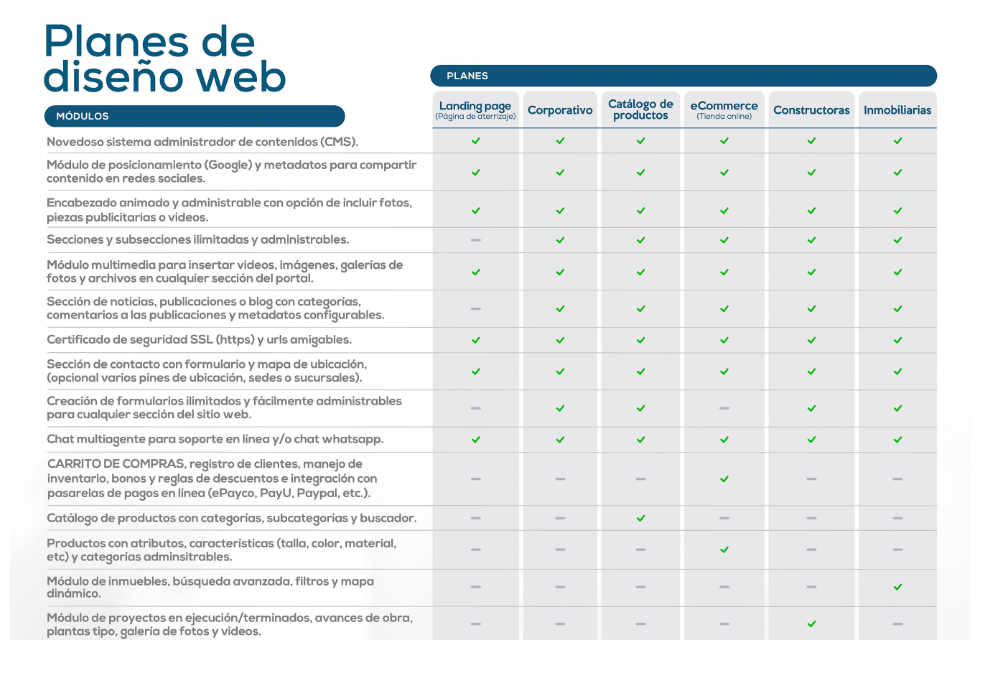 Planes de
diseño web
PLANES
MÓDULOS
Landing page
(Página de aterrizaje)
Corporativo
Catálogo de
productos
eCommerce
(Tienda online)
Constructoras
Inmobiliarias
Novedoso sistema administrador de contenidos (CMS).
Módulo de posicionamiento (Google) y metadatos para compartir
contenido en redes sociales.
Encabezado animado y administrable con opción de incluir fotos,
piezas publicitarias o videos.
Secciones y subsecciones ilimitadas y administrables.
Módulo multimedia para insertar videos, imágenes, galerías de
fotos y archivos en cualquier sección del portal.
Sección de noticias, publicaciones o blog con categorías,
comentarios a las publicaciones y metadatos configurables.
Certificado de seguridad SSL (https) y urls amigables.
Sección de contacto con formulario y mapa de ubicación,
(opcional varios pines de ubicación, sedes o sucursales).
Creación de formularios ilimitados y fácilmente administrables
para cualquier sección del sitio web.
Chat multiagente para soporte en línea y/o chat whatsapp.
CARRITO DE COMPRAS, registro de clientes, manejo de
inventario, bonos y reglas de descuentos e integración con
pasarelas de pagos en línea (ePayco, PayU, Paypal, etc.).
Catálogo de productos con categorías, subcategorías y buscador.
Productos con atributos, características (talla, color, material,
etc) y categorías adminsitrables.
Módulo de inmuebles, búsqueda avanzada, filtros y mapa
dinámico.
Módulo de proyectos en ejecución/terminados, avances de obra,
plantas tipo, galería de fotos y videos.